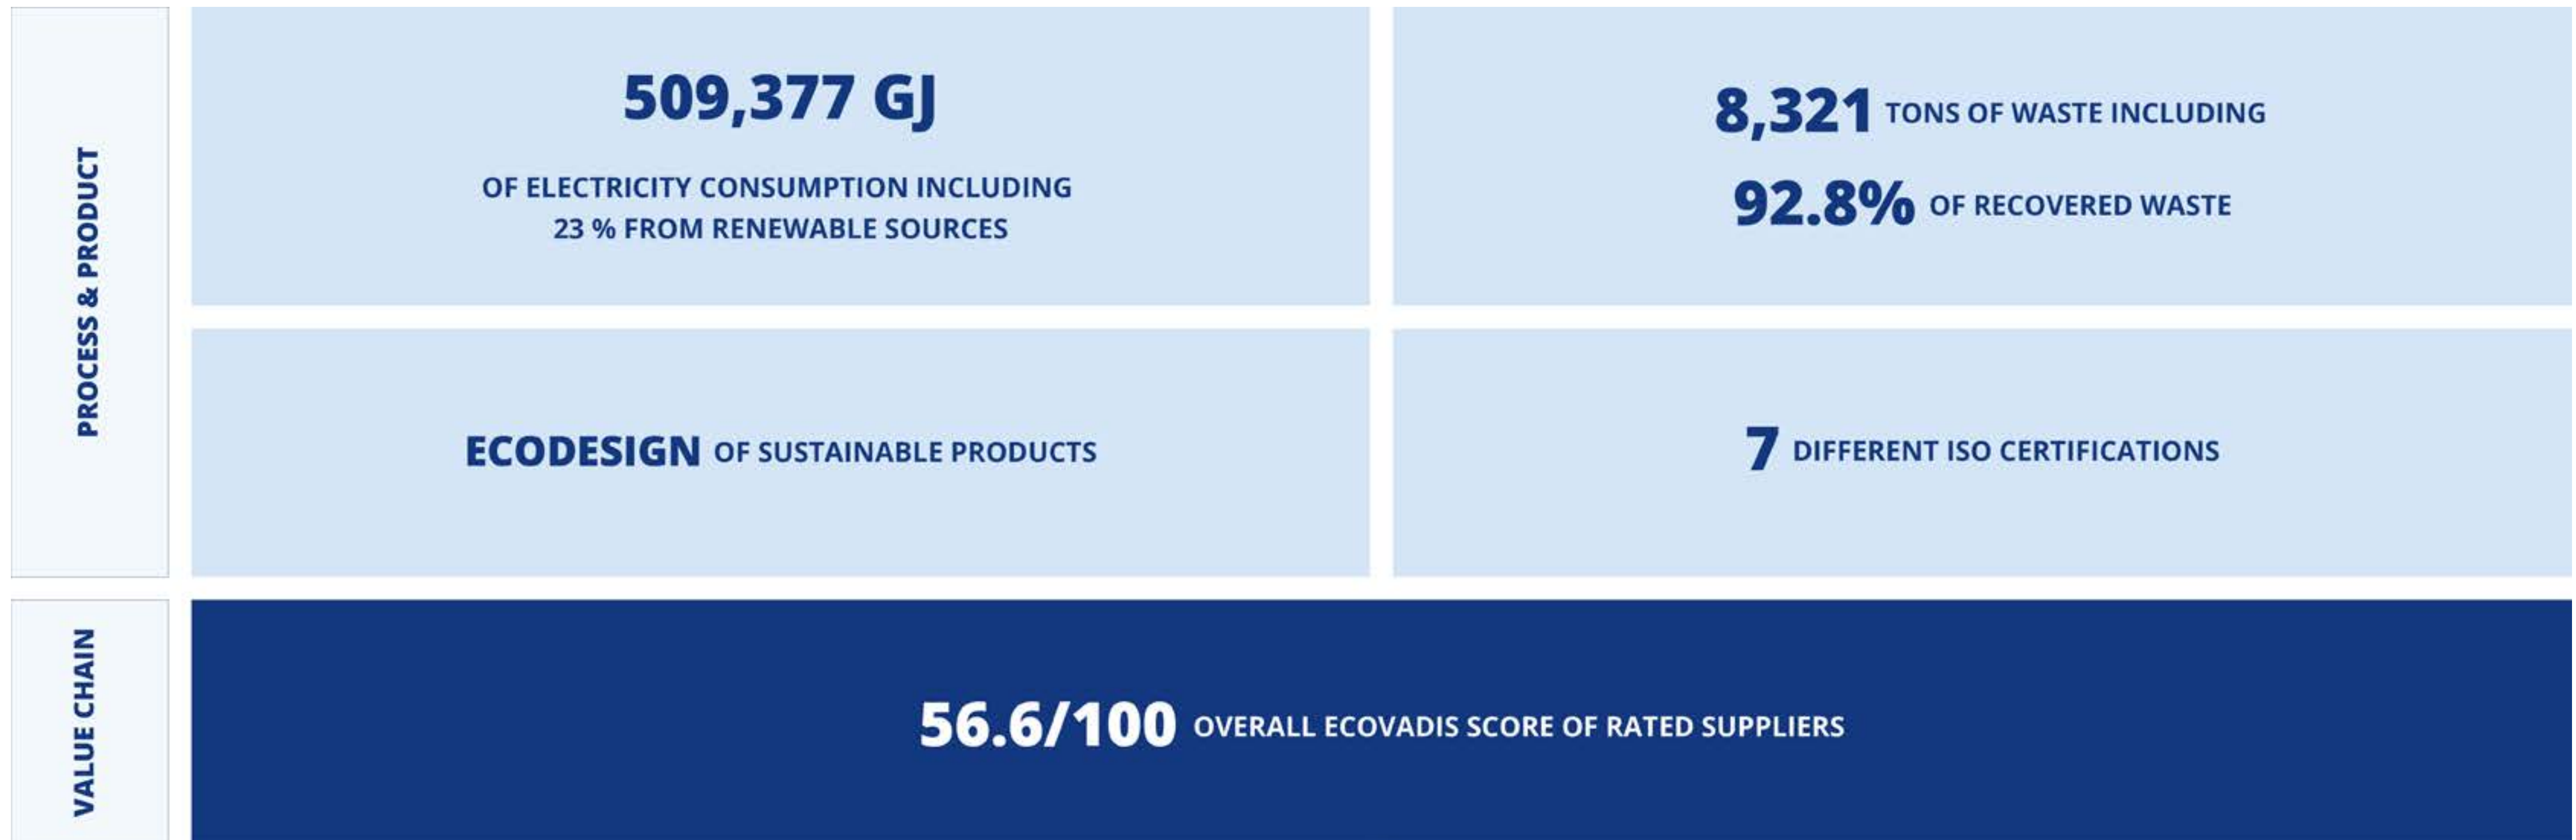 PROCESS & PRODUCT
509,377 GJ
OF ELECTRICITY CONSUMPTION INCLUDING
23 % FROM RENEWABLE SOURCES
8,321 TONS OF WASTE INCLUDING
92.8% OF RECOVERED WASTE
ECODESIGN OF SUSTAINABLE PRODUCTS
7 DIFFERENT ISO CERTIFICATIONS
VALUE CHAIN
56.6/100 OVERALL ECOVADIS SCORE OF RATED SUPPLIERS